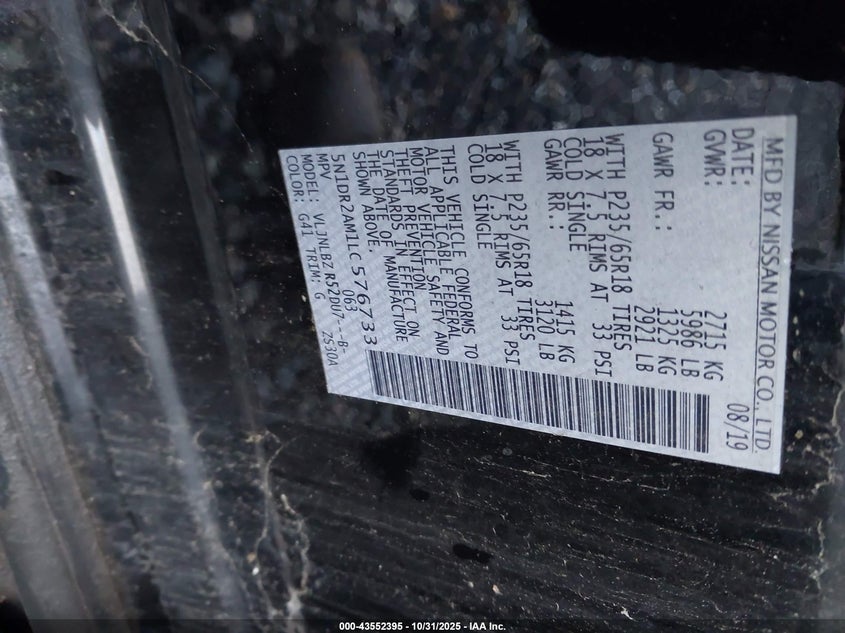 MFD BY NISSAN MOTOR CO., LTD.
DATE: 08/19
GVWR: 2715 KG
5986 LB
GAWR FR.: 1325 KG
2921 LB
WITH P235/65R18 TIRES
18 X 7.5 RIMS AT 33 PSI
COLD SINGLE
GAWR RR.: 1415 KG
3120 LB
WITH P235/65R18 TIRES
18 X 7.5 RIMS AT 33 PSI
COLD SINGLE
THIS VEHICLE CONFORMS TO
ALL APPLICABLE FEDERAL
MOTOR VEHICLE SAFETY AND
THEFT PREVENTION
STANDARDS IN EFFECT ON
THE DATE OF MANUFACTURE
SHOWN ABOVE.
5N1DR2AM1LC576733
MPV 063
MODEL: VLJNLBZ R52DU7---B-
COLOR: G41 TRIM: G ZS30A
000-43552395 - 10/31/2025 - IAA Inc.